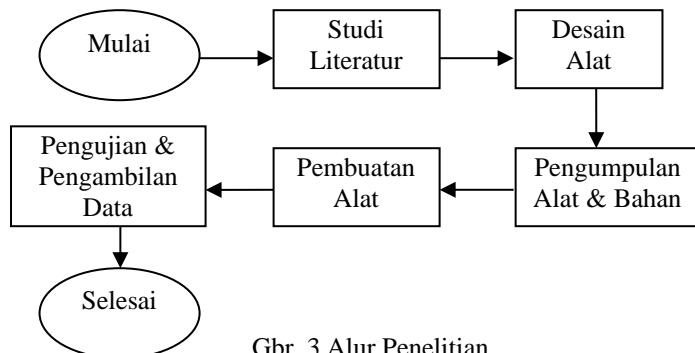 Mulai
Studi
Literatur
Desain
Alat
Pengumpulan
Alat & Bahan
Pembuatan
Alat
Pengujian &
Pengambilan
Data
Selesai
Gbr. 3 Alur Penelitian